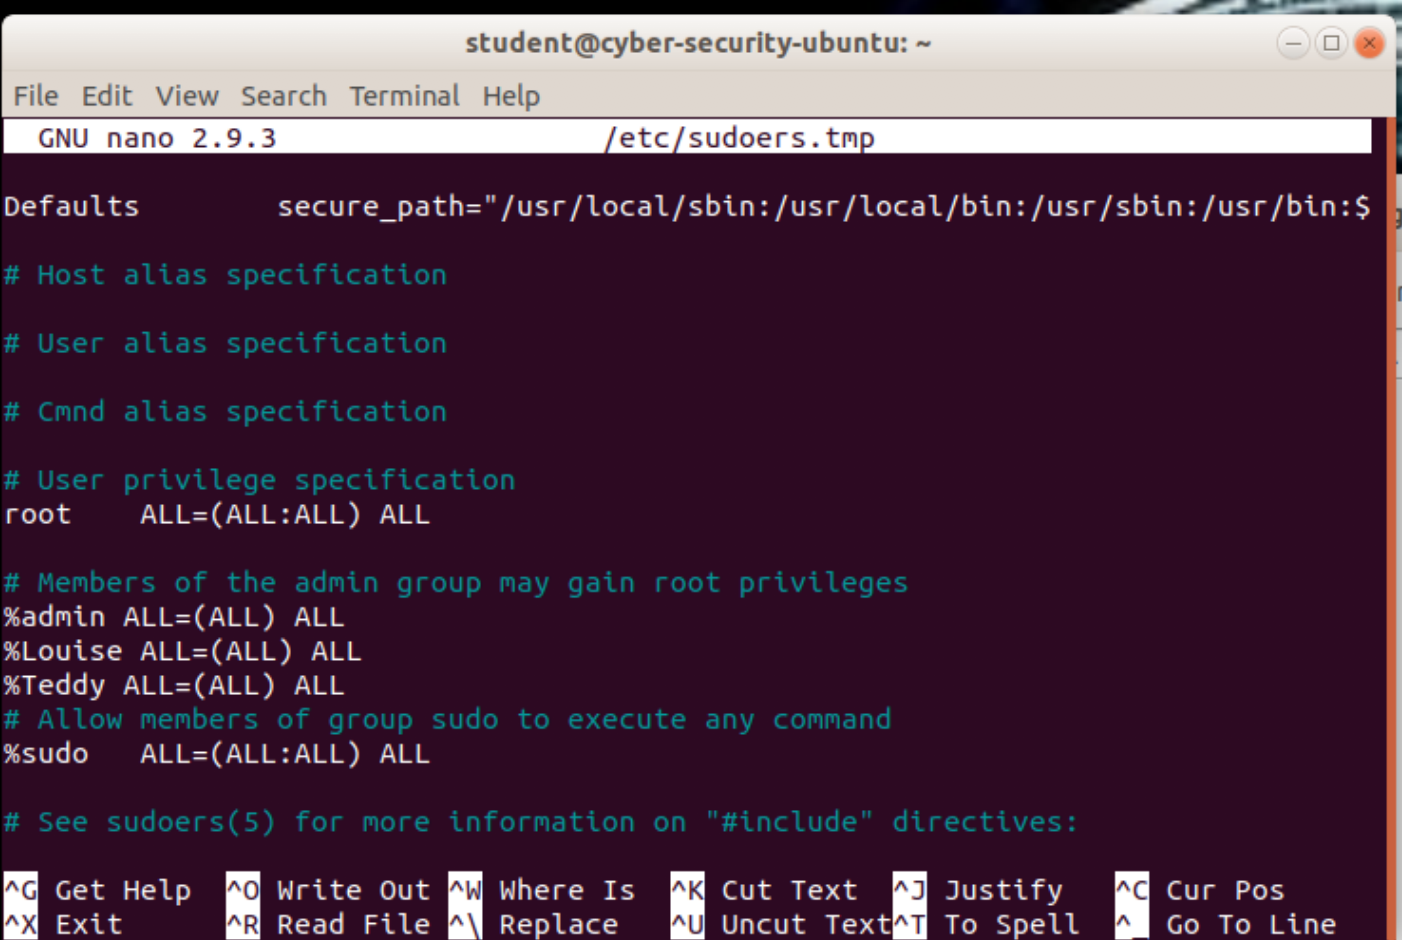 student@cyber-security-ubuntu: ~
File Edit View Search Terminal Help
GNU nano 2.9.3 /etc/sudoers.tmp
Defaults secure_path="/usr/local/sbin:/usr/local/bin:/usr/sbin:/usr/bin:$
# Host alias specification
# User alias specification
# Cmnd alias specification
# User privilege specification
root ALL=(ALL:ALL) ALL
# Members of the admin group may gain root privileges
%admin ALL=(ALL) ALL
%Louise ALL=(ALL) ALL
%Teddy ALL=(ALL) ALL
# Allow members of group sudo to execute any command
%sudo ALL=(ALL:ALL) ALL
# See sudoers(5) for more information on "#include" directives:
^G Get Help ^O Write Out ^W Where Is ^K Cut Text ^J Justify ^C Cur Pos
^X Exit ^R Read File ^\ Replace ^U Uncut Text ^T To Spell ^_ Go To Line